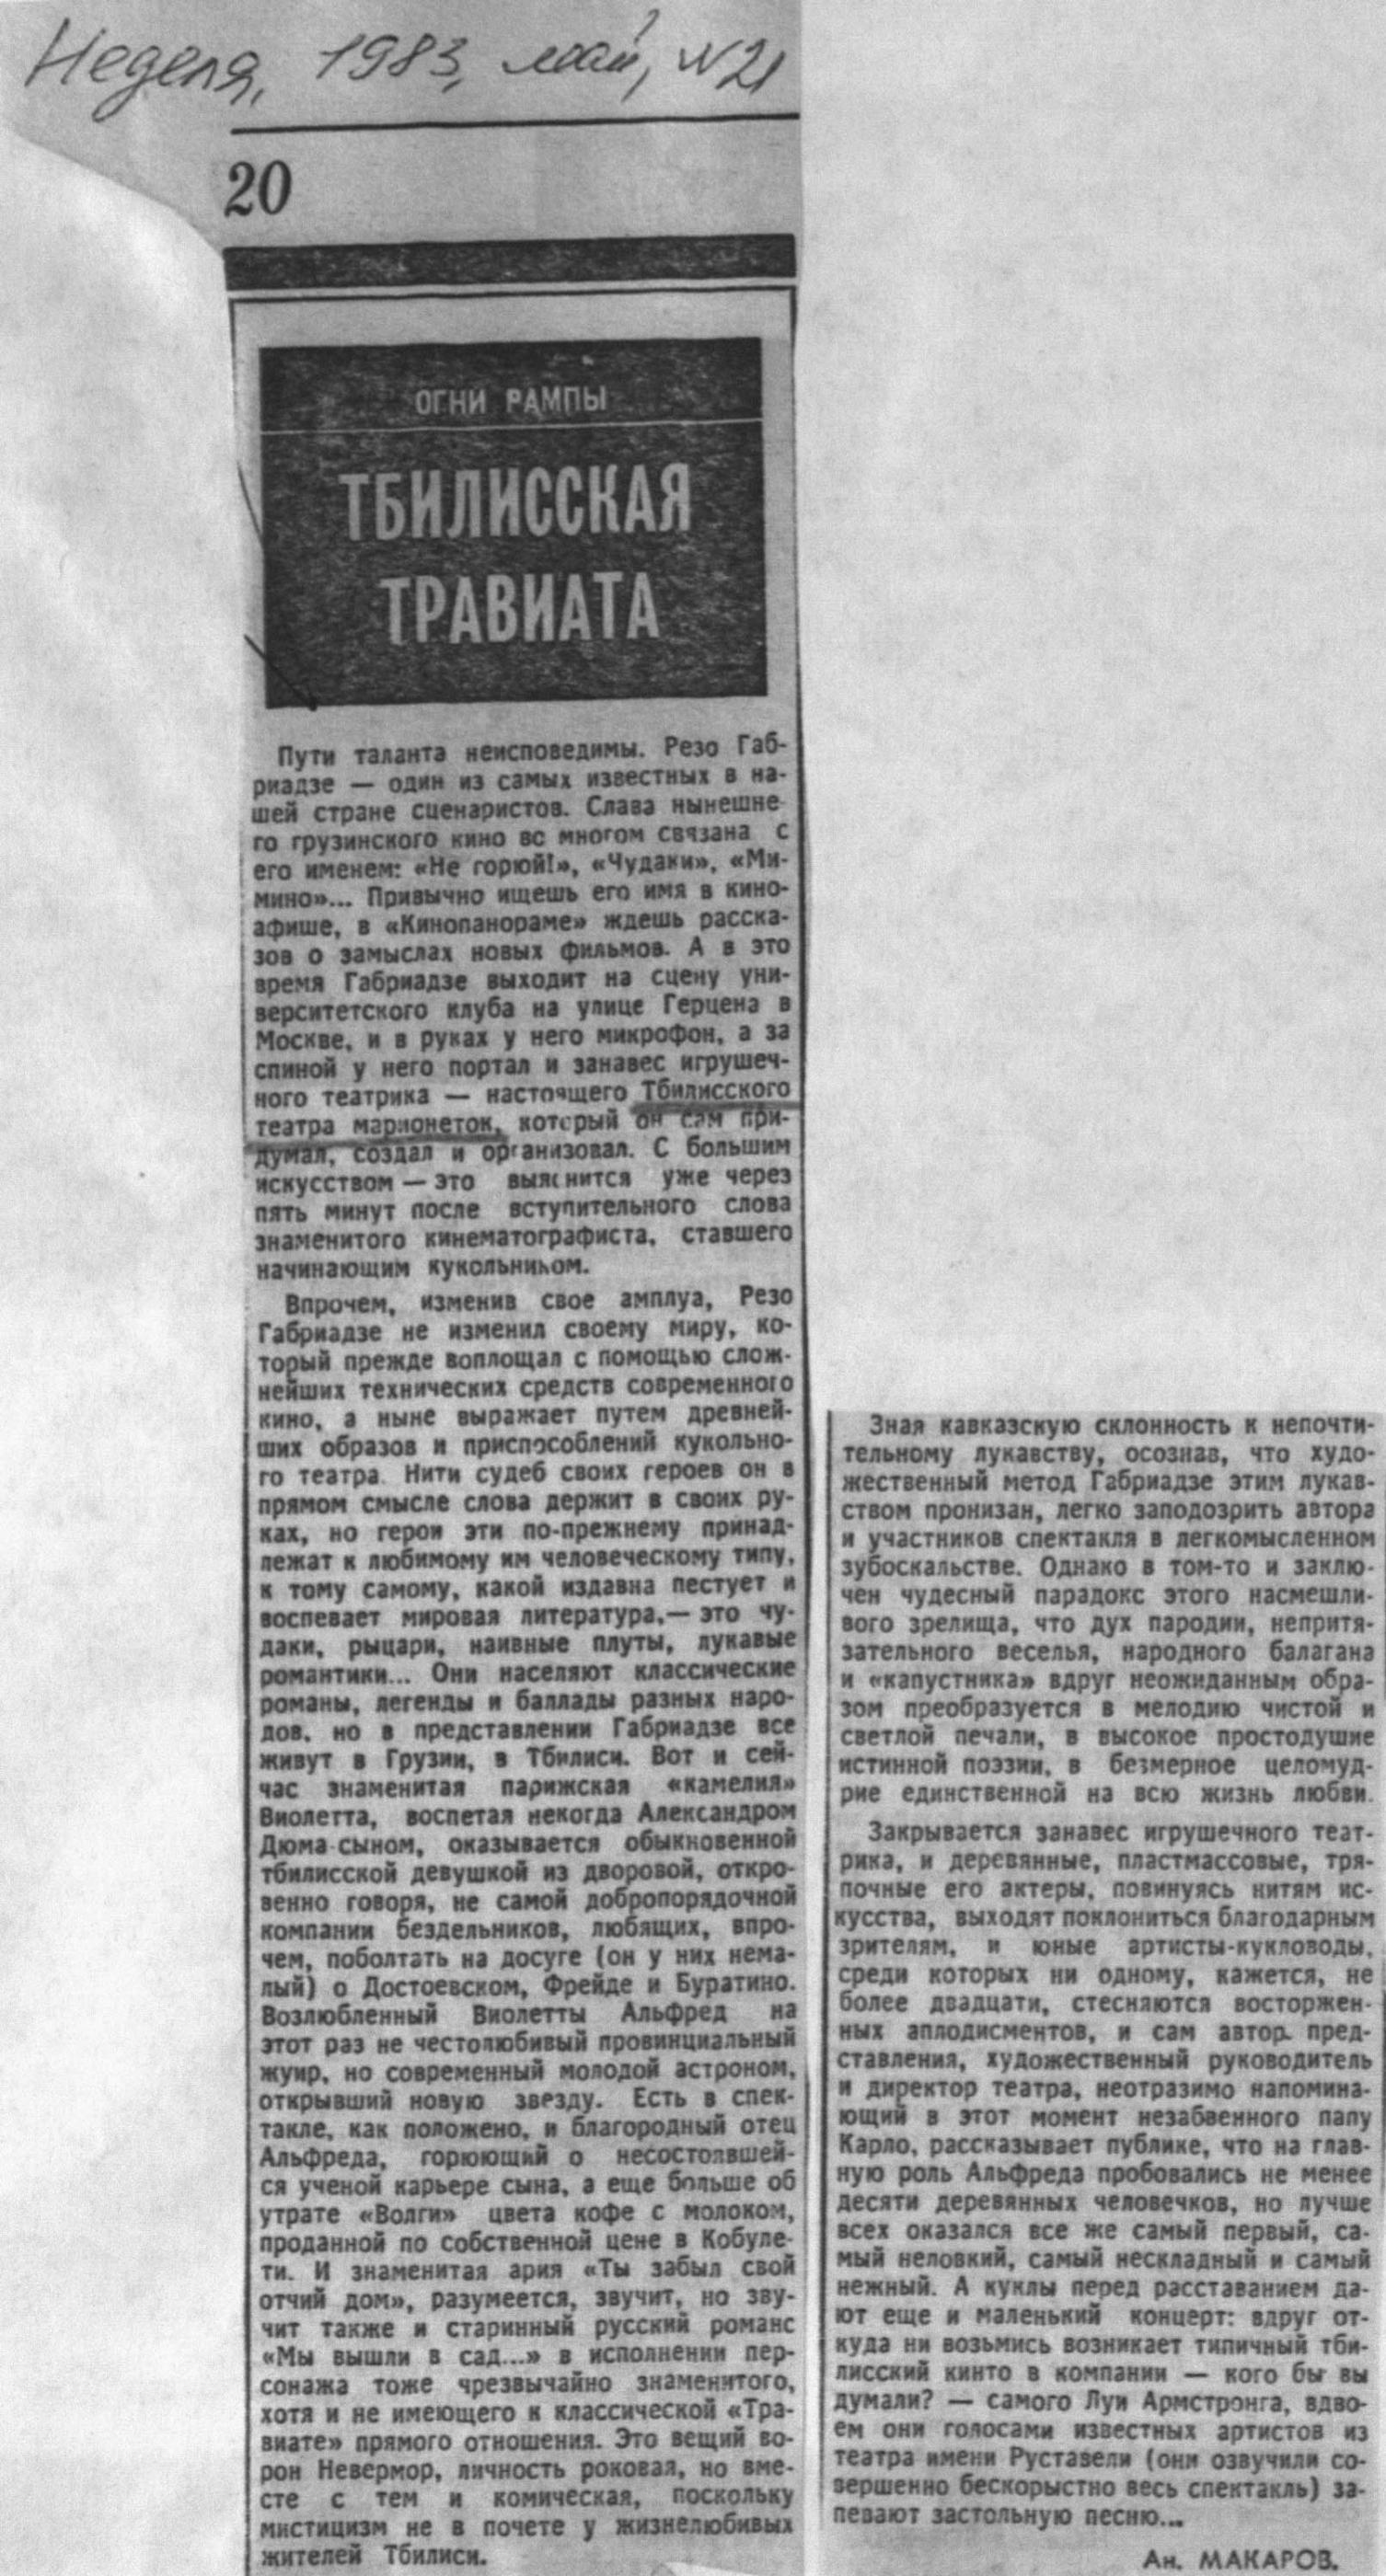 Неделя, 1983, май, N21
20
ОГНИ РАМПЫ
ТБИЛИССКАЯ
ТРАВИАТА
Пути таланта неисповедимы. Резо Габ-
риадзе — один из самых известных в на-
шей стране сценаристов. Слава нынешне-
го грузинского кино во многом связана с
его именем: «Не горюй!», «Чудаки», «Ми-
мино»... Привычно ищешь его имя в кино-
афише, в «Кинопанораме» ждешь расска-
зов о замыслах новых фильмов. А в это
время Габриадзе выходит на сцену уни-
верситетского клуба на улице Герцена в
Москве, и в руках у него микрофон, а за
спиной у него портал и занавес игрушеч-
ного театрика — настоящего Тбилисского
театра марионеток, который он сам при-
думал, создал и организовал. С большим
искусством — это выяснится уже через
пять минут после вступительного слова
знаменитого кинематографиста, ставшего
начинающим кукольником.
Впрочем, изменив свое амплуа, Резо
Габриадзе не изменил своему миру, ко-
торый прежде воплощал с помощью слож-
нейших технических средств современного
кино, а ныне выражает путем древней-
ших образов и приспособлений кукольно-
го театра. Нити судеб своих героев он в
прямом смысле слова держит в своих ру-
ках, но герои эти по-прежнему принад-
лежат к любимому им человеческому типу,
к тому самому, какой издавна пестует и
воспевает мировая литература,— это чу-
даки, рыцари, наивные плуты, лукавые
романтики... Они населяют классические
романы, легенды и баллады разных наро-
дов, но в представлении Габриадзе все
живут в Грузии, в Тбилиси. Вот и сей-
час знаменитая парижская «камелия»
Виолетта, воспетая некогда Александром
Дюма-сыном, оказывается обыкновенной
тбилисской девушкой из дворовой, откро-
венно говоря, не самой добропорядочной
компании бездельников, любящих, впро-
чем, поболтать на досуге (он у них нема-
лый) о Достоевском, Фрейде и Буратино.
Возлюбленный Виолетты Альфред на
этот раз не честолюбивый провинциальный
жуир, но современный молодой астроном,
открывший новую звезду. Есть в спек-
такле, как положено, и благородный отец
Альфреда, горюющий о несостоявшей-
ся ученой карьере сына, а еще больше об
утрате «Волги» цвета кофе с молоком,
проданной по собственной цене в Кобуле-
ти. И знаменитая ария «Ты забыл свой
отчий дом», разумеется, звучит, но зву-
чит также и старинный русский романс
«Мы вышли в сад...» в исполнении пер-
сонажа тоже чрезвычайно знаменитого,
хотя и не имеющего к классической «Тра-
виате» прямого отношения. Это вещий во-
рон Невермор, личность роковая, но вме-
сте с тем и комическая, поскольку
мистицизм не в почете у жизнелюбивых
жителей Тбилиси.
Зная кавказскую склонность к непочти-
тельному лукавству, осознав, что худо-
жественный метод Габриадзе этим лукав-
ством пронизан, легко заподозрить автора
и участников спектакля в легкомысленном
зубоскальстве. Однако в том-то и заклю-
чен чудесный парадокс этого насмешли-
вого зрелища, что дух пародии, непритя-
зательного веселья, народного балагана
и «капустника» вдруг неожиданным обра-
зом преобразуется в мелодию чистой и
светлой печали, в высокое простодушие
истинной поэзии, в безмерное целомуд-
рие единственной на всю жизнь любви.
Закрывается занавес игрушечного теат-
рика, и деревянные, пластмассовые, тря-
почные его актеры, повинуясь нитям ис-
кусства, выходят поклониться благодарным
зрителям, и юные артисты-кукловоды,
среди которых ни одному, кажется, не
более двадцати, стесняются восторжен-
ных аплодисментов, и сам автор пред-
ставления, художественный руководитель
и директор театра, неотразимо напомина-
ющий в этот момент незабвенного папу
Карло, рассказывает публике, что на глав-
ную роль Альфреда пробовались не менее
десяти деревянных человечков, но лучше
всех оказался все же самый первый, са-
мый неловкий, самый нескладный и самый
нежный. А куклы перед расставанием да-
ют еще и маленький концерт: вдруг от-
куда ни возьмись возникает типичный тби-
лисский кинто в компании — кого бы вы
думали? — самого Луи Армстронга, вдво-
ем они голосами известных артистов из
театра имени Руставели (они озвучили со-
вершенно бескорыстно весь спектакль) за-
певают застольную песню...
Ан. МАКАРОВ.